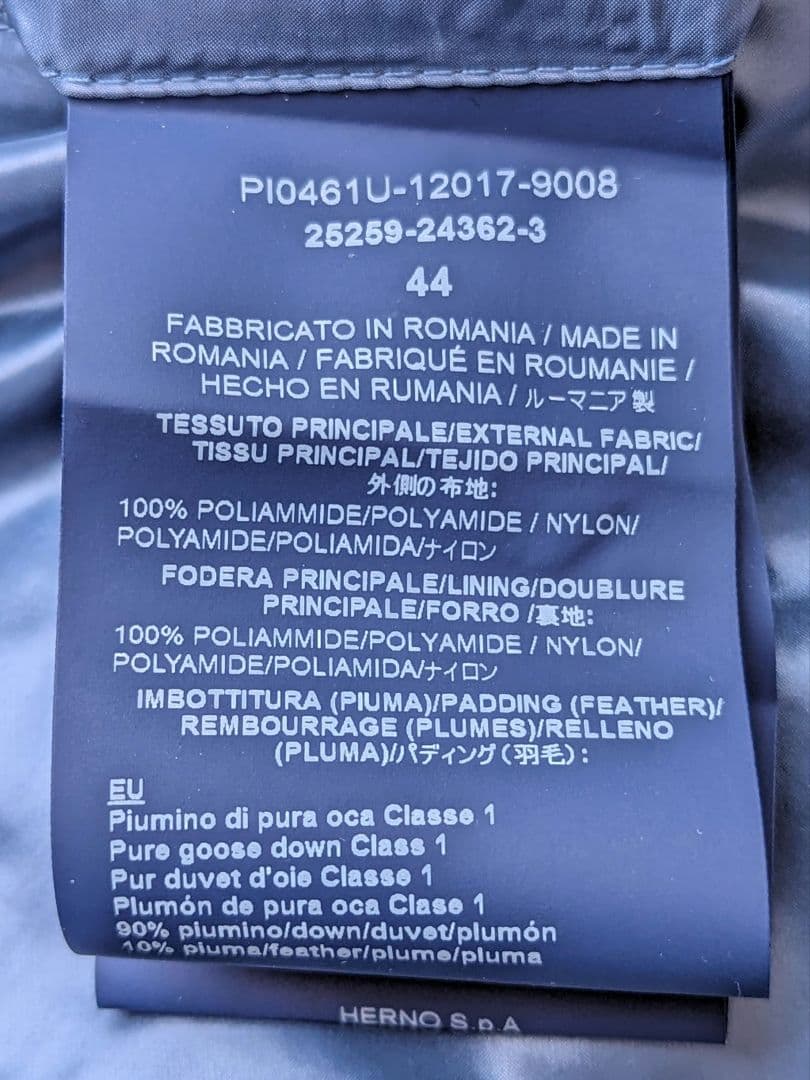 PI0461U-12017-9008
25259-24362-3
44
FABBRICATO IN ROMANIA / MADE IN
ROMANIA / FABRIQUÉ EN ROUMANIE /
HECHO EN RUMANIA / ルーマニア製
TESSUTO PRINCIPALE/EXTERNAL FABRIC/
TISSU PRINCIPAL/TEJIDO PRINCIPAL/
外側の布地:
100% POLIAMMIDE/POLYAMIDE / NYLON/
POLYAMIDE/POLIAMIDA/ナイロン
FODERA PRINCIPALE/LINING/DOUBLURE
PRINCIPALE/FORRO /裏地:
100% POLIAMMIDE/POLYAMIDE / NYLON/
POLYAMIDE/POLIAMIDA/ナイロン
IMBOTTITURA (PIUMA)/PADDING (FEATHER)/
REMBOURRAGE (PLUMES)/RELLENO
(PLUMA)/パディング(羽毛):
EU
Piumino di pura oca Classe 1
Pure goose down Class 1
Pur duvet d'oie Classe 1
Plumón de pura oca Clase 1
90% piumino/down/duvet/plumón
10% piuma/feather/plume/pluma
HERNO S.p.A